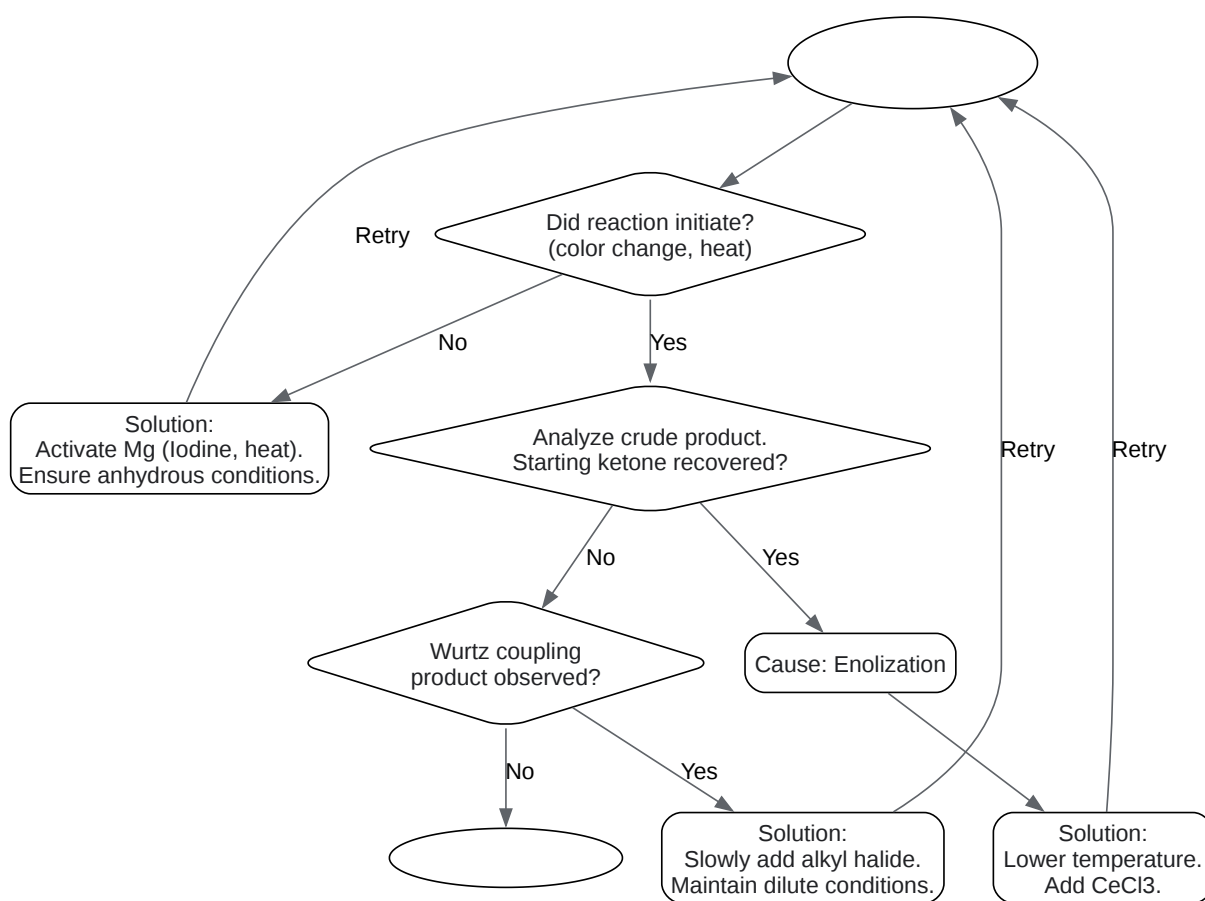 Did reaction initiate?
(color change, heat)
Retry
No
Yes
Solution:
Activate Mg (Iodine, heat).
Ensure anhydrous conditions.
Analyze crude product.
Starting ketone recovered?
Retry
Retry
No
Yes
Wurtz coupling
product observed?
Cause: Enolization
No
Yes
Solution:
Slowly add alkyl halide.
Maintain dilute conditions.
Solution:
Lower temperature.
Add CeCl3.